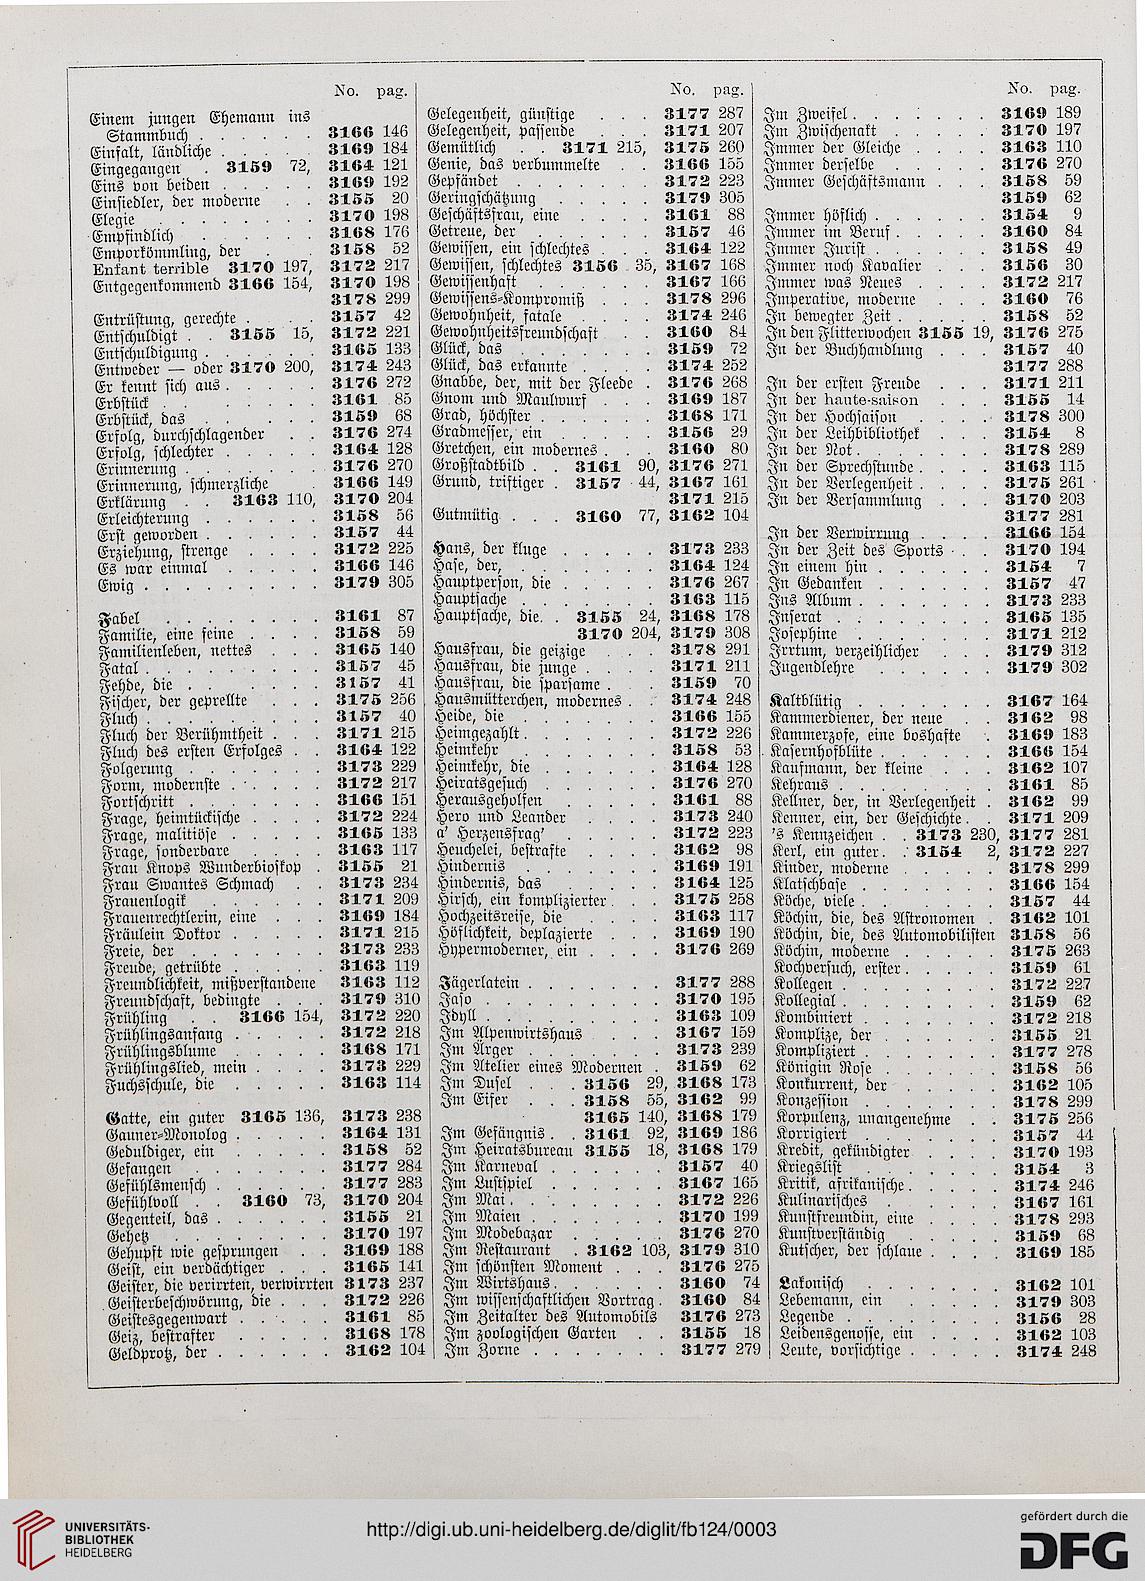 No. pag.
Einem jungen Ehemann ins
Stammbuch . . . . . . 3166 146
Einfalt, ländliche . . . . . 3169 184
Eingegangen . 3159 72, 3164 121
Eins von beiden . . . . . 3169 192
Einsiedler, der moderne . . 3155 20
Elegie . . . . . . . 3170 198
Empfindlich . . . . . . 3168 176
Emporkömmling, der . . . 3158 52
Enfant terrible 3170 197, 3172 217
Entgegenkommend 3166 154, 3170 198
3178 299
Entrüstung, gerechte . . . . 3157 42
Entschuldigt . . 3155 15, 3172 221
Entschuldigung . . . . . . 3165 133
Entweder — oder 3170 200, 3174 243
Er kennt sich aus . . . . . 3176 272
Erbstück . . . . . . . . 3161 85
Erbstück, das . . . . . . 3159 68
Erfolg, durchschlagender . . 3176 274
Erfolg, schlechter . . . . . 3164 128
Erinnerung . . . . . . . 3176 270
Erinnerung, schmerzliche . . 3166 149
Erklärung . . 3163 110, 3170 204
Erleichterung . . . . . . 3158 56
Erst geworden . . . . . . 3157 44
Erziehung, strenge . . . . 3172 225
Es war einmal . . . . . 3166 146
Ewig . . . . . . . . . 3179 305
Fabel . . . . . . . . 3161 87
Familie, eine feine . . . . 3158 59
Familienleben, nettes . . . 3165 140
Fatal . . . . . . . . . 3157 45
Fehde, die . . . . . . . 3157 41
Fischer, der geprellte . . . 3175 256
Fluch . . . . . . . . . 3157 40
Fluch der Berühmtheit . . . 3171 215
Fluch des ersten Erfolges . . 3164 122
Folgerung . . . . . . . 3173 229
Form, modernste . . . . . 3172 217
Fortschritt . . . . . . . 3166 151
Frage, heimtückische . . . . 3172 224
Frage, malitiöse . . . . . 3165 133
Frage, sonderbare . . . . 3163 117
Frau Knops Wunderbioskop . 3155 21
Frau Swantes Schmach . . 3173 234
Frauenlogik . . . . . . 3171 209
Frauenrechtlerin, eine . . . 3169 184
Fräulein Doktor . . . . . 3171 215
Freie, der . . . . . . . 3173 233
Freude, getrübte . . . . . 3163 119
Freundlichkeit, mißverstandene 3163 112
Freundschaft, bedingte . . . 3179 310
Frühling . . 3166 154, 3172 220
Frühlingsanfang . . . . . 3172 218
Frühlingsblume . . . . . 3168 171
Frühlingslied, mein . . . . 3173 229
Fuchsschule, die . . . . . 3163 114
Gatte, ein guter 3165 136, 3173 238
Gauner-Monolog . . . . . 3164 131
Geduldiger, ein . . . . . 3158 52
Gefangen . . . . . . . 3177 284
Gefühlsmensch . . . . . . 3177 283
Gefühlvoll . . 3160 73, 3170 204
Gegenteil, das . . . . . . 3155 21
Gehetz . . . . . . . . 3170 197
Gehupft wie gesprungen . . 3169 188
Geist, ein verdächtiger . . . 3165 141
Geister, die verirrten, verwirrten 3173 237
Geisterbeschwörung, die . . . 3172 226
Geistesgegenwart . . . . . 3161 85
Geiz, bestrafter . . . . . 3168 178
Geldprotz, der . . . . . . 3162 104
No. pag.
Gelegenheit, günstige . . . 3177 287
Gelegenheit, passende . . . 3171 207
Gemütlich . . 3171 215, 3175 260
Genie, das verbummelte . . 3166 155
Gepfändet . . . . . . . 3172 223
Geringschätzung . . . . . 3179 305
Geschäftsfrau, eine . . . . 3161 88
Getreue, der . . . . . . 3157 46
Gewissen, ein schlechtes . . . 3164 122
Gewissen, schlechtes 3156 35, 3167 168
Gewissenhaft . . . . . . 3167 166
Gewissens-Kompromiß . . . 3178 296
Gewohnheit, fatale . . . . 3174 246
Gewohnheitsfreundschaft . . 3160 84
Glück, das . . . . . . . 3159 72
Glück, das erkannte . . . . 3174 252
Gnabbe, der, mit der Fleede . 3176 268
Gnom und Maulwurf . . . 3169 187
Grad, höchster . . . . . . 3168 171
Gradmesser, ein . . . . . 3156 29
Gretchen, ein modernes . . . 3160 80
Großstadtbild . . 3161 90, 3176 271
Grund, triftiger . 3157 44, 3167 161
3171 215
Gutmütig . . . 3160 77, 3162 104
Hans, der kluge . . . . . 3173 233
Hase, der, . . . . . . . 3164 124
Hauptperson, die . . . . . 3176 267
Hauptsache . . . . . . . 3163 115
Hauptsache, die. . 3155 24, 3168 178
3170 204, 3179 308
Hausfrau, die geizige . . . 3178 291
Hausfrau, die junge . . . . 3171 211
Hausfrau, die sparsame . . . 3159 70
Hausmütterchen, modernes . . 3174 248
Heide, die . . . . . . . 3166 155
Heimgezahlt . . . . . . . 3172 226
Heimkehr . . . . . . . 3158 53
Heimkehr, die . . . . . . 3164 128
Heiratsgesuch . . . . . . 3176 270
Herausgeholfen . . . . . 3161 88
Hero und Leander . . . . 3173 240
a' Herzensfrag' . . . . . 3172 223
Heuchelei, bestrafte . . . . 3162 98
Hindernis . . . . . . . 3169 191
Hindernis, das . . . . . 3164 125
Hirsch, ein komplizierter . . . 3175 258
Hochzeitsreise, die . . . . 3163 117
Höflichkeit, deplazierte . . . 3169 190
Hypermoderner, ein . . . . 3176 269
Jägerlatein . . . . . . . 3177 288
Jaso . . . . . . . . . 3170 195
Idyll . . . . . . . . . 3163 109
Im Alpenwirtshaus . . . . 3167 159
Im Ärger . . . . . . . 3173 239
Im Atelier eines Modernen . 3159 62
Im Dusel . . . 3156 29, 3168 173
Im Eifer . . . 3158 55, 3162 99
3165 140, 3168 179
Im Gefängnis . . 3161 92, 3169 186
Im Heiratsbureau 3155 18, 3168 179
Im Karneval . . . . . . 3157 40
Im Lustspiel . . . . . . 3167 165
Im Mai . . . . . . . . 3172 226
Im Maien . . . . . . . 3170 199
Im Modebazar . . . . . 3176 270
Im Restaurant . 3162 103, 3179 310
Im schönsten Moment . . . 3176 275
Im Wirtshaus . . . . . . 3160 74
Im wissenschaftlichen Vortrag . 3160 84
Im Zeitalter des Automobils 3176 273
Im zoologischen Garten . . 3155 18
Im Zorne . . . . . . . 3177 279
No. pag.
Im Zweifel . . . . . . . 3169 189
Im Zwischenakt . . . . . 3170 197
Immer der Gleiche . . . . 3163 110
Immer derselbe . . . . . 3176 270
Immer Geschäftsmann . . . 3158 59
3159 62
Immer höflich . . . . . . 3154 9
Immer im Beruf . . . . . 3160 84
Immer Jurist . . . . . . 3158 49
Immer noch Kavalier . . . 3156 30
Immer was Neues . . . . 3172 217
Imperative, moderne . . . 3160 76
In bewegter Zeit . . . . . 3158 52
In den Flitterwochen 3155 19, 3176 275
In der Buchhandlung . . . 3157 40
3177 288
In der ersten Freude . . . 3171 211
In der haute-saison . . . 3155 14
In der Hochsaison . . . . 3178 300
In der Leihbibliothek . . . 3154 8
In der Not . . . . . . . 3178 289
In der Sprechstunde . . . . 3163 115
In der Verlegenheit . . . . 3175 261
In der Versammlung . . . 3170 203
3177 281
In der Verwirrung . . . . 3166 154
In der Zeit des Sports . . . 3170 194
In einem hin . . . . . . 3154 7
In Gedanken . . . . . . 3157 47
Ins Album . . . . . . . 3173 233
Inserat . . . . . . . . 3165 135
Josephine . . . . . . . 3171 212
Irrtum, verzeihlicher . . . 3179 312
Jugendlehre . . . . . . 3179 302
Kaltblütig . . . . . . . 3167 164
Kammerdiener, der neue . . 3162 98
Kammerzofe, eine boshafte . 3169 183
Kasernhofblüte . . . . . . 3166 154
Kaufmann, der kleine . . . 3162 107
Kehraus . . . . . . . . 3161 85
Kellner, der, in Verlegenheit . 3162 99
Kenner, ein, der Geschichte . . 3171 209
's Kennzeichen . . 3173 230, 3177 281
Kerl, ein guter . . 3154 2, 3172 227
Kinder, moderne . . . . . 3178 299
Klatschbase . . . . . . . 3166 154
Köche, viele . . . . . . . 3157 44
Köchin, die, des Astronomen . 3162 101
Köchin, die, des Automobilisten 3158 56
Köchin, moderne . . . . . 3175 263
Kochversuch, erster . . . . . 3159 61
Kollegen . . . . . . . . 3172 227
Kollegial . . . . . . . . 3159 62
Kombiniert . . . . . . . 3172 218
Komplize, der . . . . . . 3155 21
Kompliziert . . . . . . . 3177 278
Königin Rose . . . . . . 3158 56
Konkurrent, der . . . . . 3162 105
Konzession . . . . . . . 3178 299
Korpulenz, unangenehme . . 3175 256
Korrigiert . . . . . . . 3157 44
Kredit, gekündigter . . . . 3170 193
Kriegslist . . . . . . . 3154 3
Kritik, afrikanische . . . . . 3174 246
Kulinarisches . . . . . . 3167 161
Kunstfreundin, eine . . . . 3178 293
Kunstverständig . . . . . 3159 68
Kutscher, der schlaue . . . . 3169 185
Lakonisch . . . . . . . 3162 101
Lebemann, ein . . . . . 3179 303
Legende . . . . . . . . 3156 28
Leidensgenosse, ein . . . . 3162 103
Leute, vorsichtige . . . . . 3174 248
UNIVERSITÄTS-
BIBLIOTHEK
HEIDELBERG
http://digi.ub.uni-heidelberg.de/diglit/fb124/0003
gefördert durch die
DFG